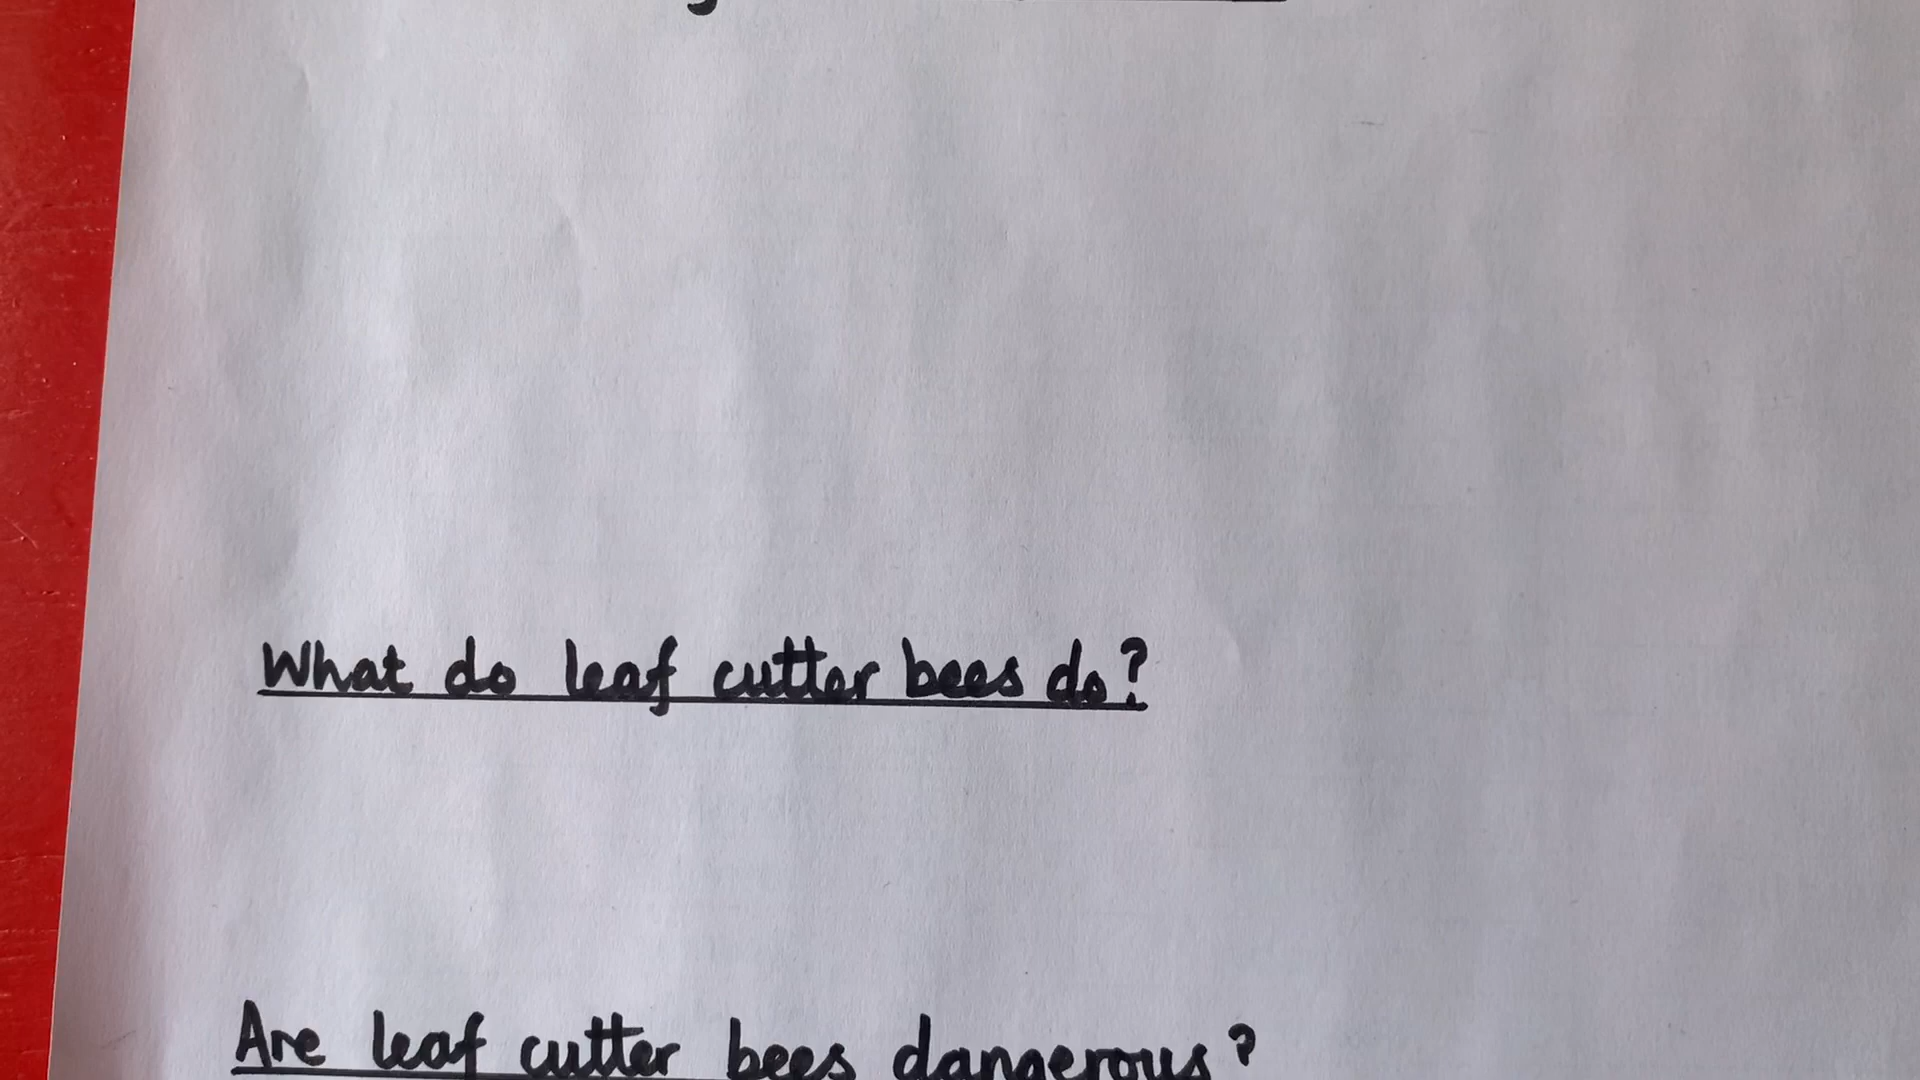 What do leaf cutter bees do?
Are leaf cutter bees dangerous?